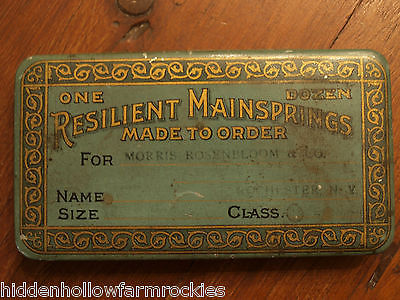 ONE DOZEN
RESILIENT MAINSPRINGS
MADE TO ORDER
FOR MORRIS ROSENBLOOM & CO.
NAME ROCHESTER N.Y.
SIZE CLASS
hiddenhollowfarmrockies